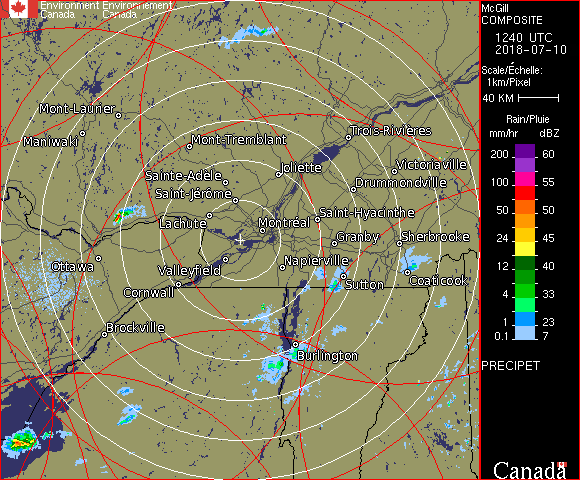 Environment Environnement
Canada Canada
McGill
COMPOSITE
1240 UTC
2018-07-10
Scale/Échelle:
1km/Pixel
40 KM
Rain/Pluie
mm/hr dBZ
200 60
100 55
50 50
24 45
12 40
4 33
1 23
0.1 7
PRECIPET
Canada
Mont-Laurier
Maniwaki
Mont-Tremblant
Trois-Rivières
Joliette
Victoriaville
Sainte-Adèle
Drummondville
Saint-Jérôme
Saint-Hyacinthe
Lachute
Montréal
Granby
Sherbrooke
Ottawa
Valleyfield
Napierville
Cornwall
Sutton
Coaticook
Brockville
Burlington